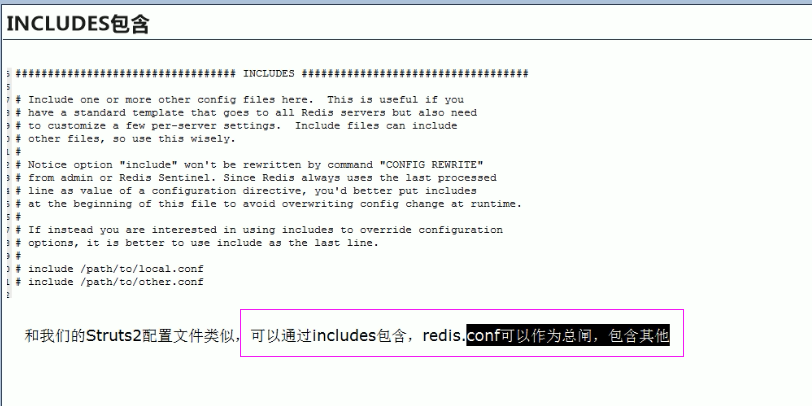 INCLUDES包含
################################## INCLUDES ###################################
# Include one or more other config files here.  This is useful if you
# have a standard template that goes to all Redis servers but also need
# to customize a few per-server settings.  Include files can include
# other files, so use this wisely.
#
# Notice option "include" won't be rewritten by command "CONFIG REWRITE"
# from admin or Redis Sentinel. Since Redis always uses the last processed
# line as value of a configuration directive, you'd better put includes
# at the beginning of this file to avoid overwriting config change at runtime.
#
# If instead you are interested in using includes to override configuration
# options, it is better to use include as the last line.
#
# include /path/to/local.conf
# include /path/to/other.conf
和我们的Struts2配置文件类似，可以通过includes包含，redis.conf可以作为总闸，包含其他